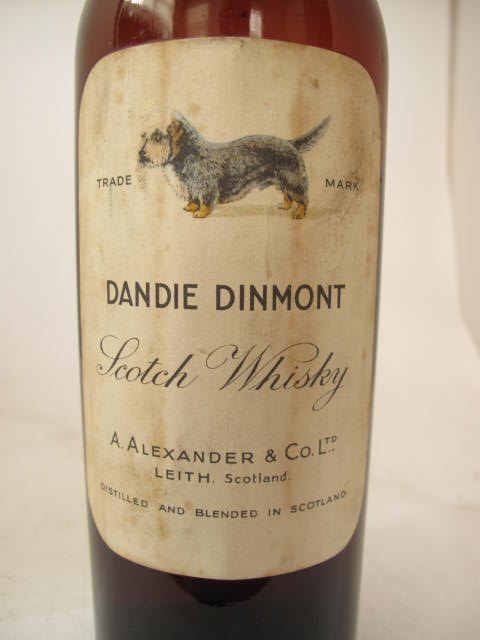 TRADE MARK
DANDIE DINMONT
Scotch Whisky
A. ALEXANDER & Co. LTD.
LEITH. Scotland.
DISTILLED AND BLENDED IN SCOTLAND.